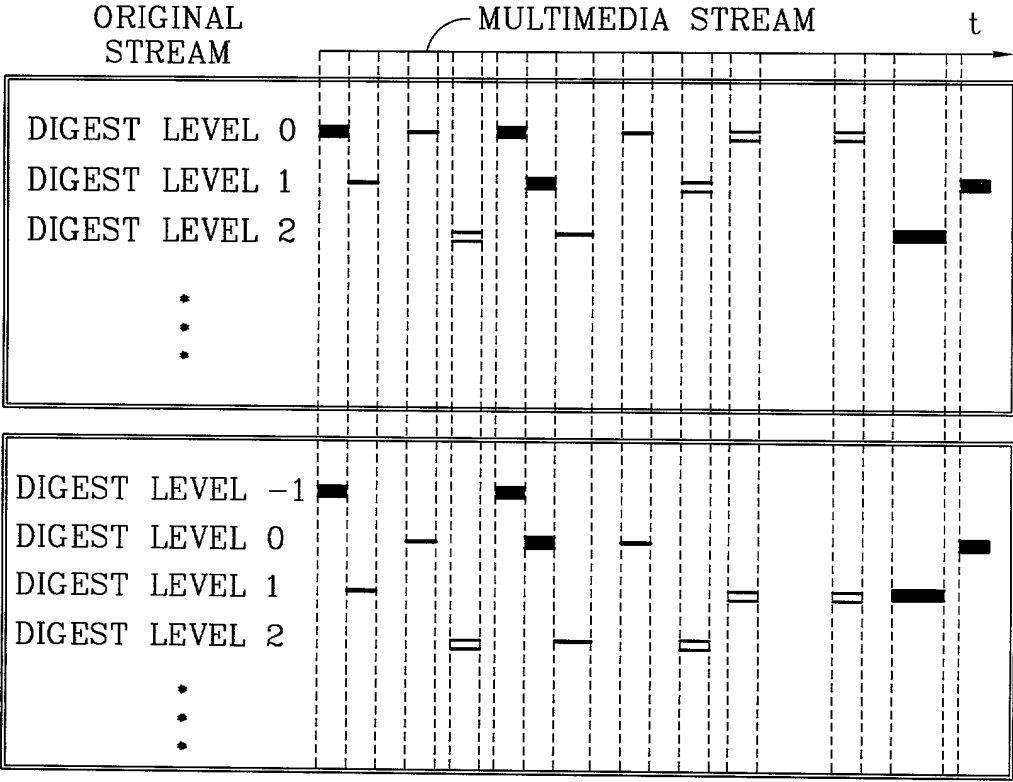 ORIGINAL
STREAM
MULTIMEDIA STREAM
t
DIGEST LEVEL 0
DIGEST LEVEL 1
DIGEST LEVEL 2
DIGEST LEVEL -1
DIGEST LEVEL 0
DIGEST LEVEL 1
DIGEST LEVEL 2